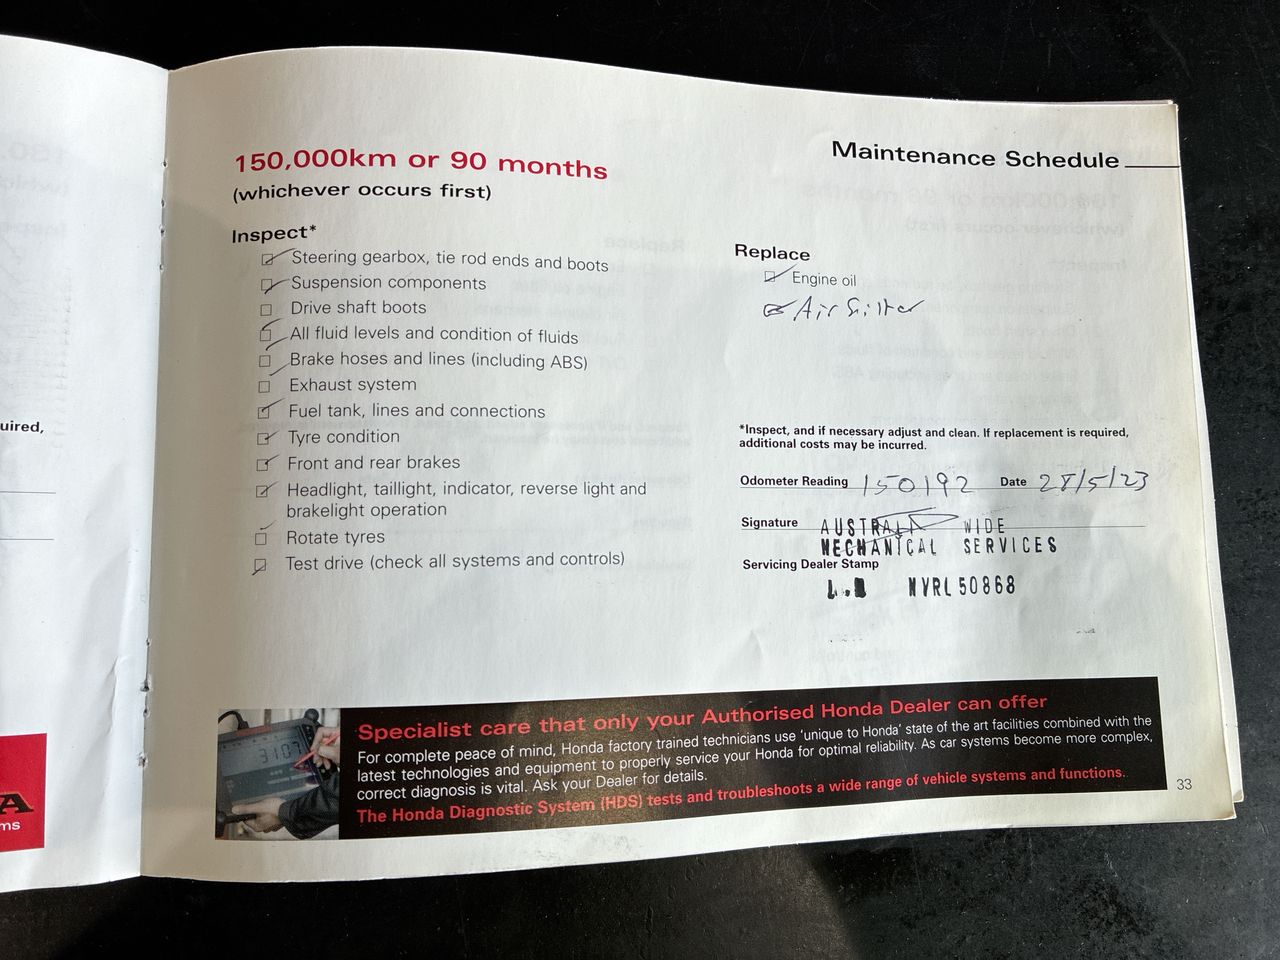 150,000km or 90 months
(whichever occurs first)
Inspect*
Steering gearbox, tie rod ends and boots
Suspension components
Drive shaft boots
All fluid levels and condition of fluids
Brake hoses and lines (including ABS)
Exhaust system
Fuel tank, lines and connections
Tyre condition
Front and rear brakes
Headlight, taillight, indicator, reverse light and
brakelight operation
Rotate tyres
Test drive (check all systems and controls)
Maintenance Schedule
Replace
Engine oil
Air filter
*Inspect, and if necessary adjust and clean. If replacement is required,
additional costs may be incurred.
Odometer Reading 150192 Date 28/5/23
Signature
AUSTRALI WIDE
MECHANICAL SERVICES
Servicing Dealer Stamp
MVRL50868
Specialist care that only your Authorised Honda Dealer can offer
For complete peace of mind, Honda factory trained technicians use 'unique to Honda' state of the art facilities combined with the
latest technologies and equipment to properly service your Honda for optimal reliability. As car systems become more complex,
correct diagnosis is vital. Ask your Dealer for details.
The Honda Diagnostic System (HDS) tests and troubleshoots a wide range of vehicle systems and functions.
3107
33
uired,
A
ms